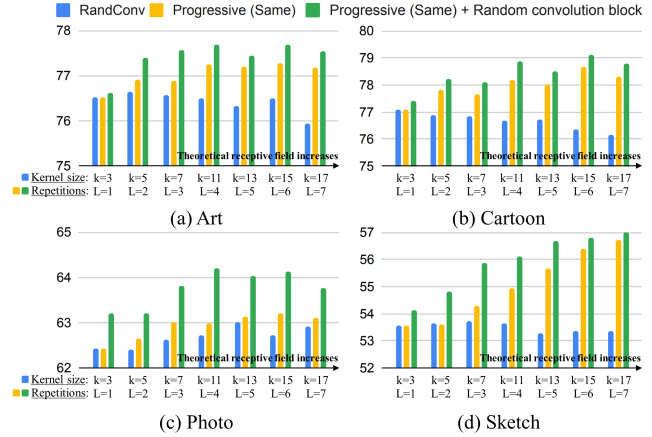 RandConv Progressive (Same) Progressive (Same) + Random convolution block
78
77
76
75
Theoretical receptive field increases
Kernel size: k=3 k=5 k=7 k=11 k=13 k=15 k=17
Repetitions: L=1 L=2 L=3 L=4 L=5 L=6 L=7
(a) Art
80
79
78
77
76
75
Theoretical receptive field increases
k=3 k=5 k=7 k=11 k=13 k=15 k=17
L=1 L=2 L=3 L=4 L=5 L=6 L=7
(b) Cartoon
65
64
63
62
Theoretical receptive field increases
Kernel size: k=3 k=5 k=7 k=11 k=13 k=15 k=17
Repetitions: L=1 L=2 L=3 L=4 L=5 L=6 L=7
(c) Photo
57
56
55
54
53
52
Theoretical receptive field increases
k=3 k=5 k=7 k=11 k=13 k=15 k=17
L=1 L=2 L=3 L=4 L=5 L=6 L=7
(d) Sketch